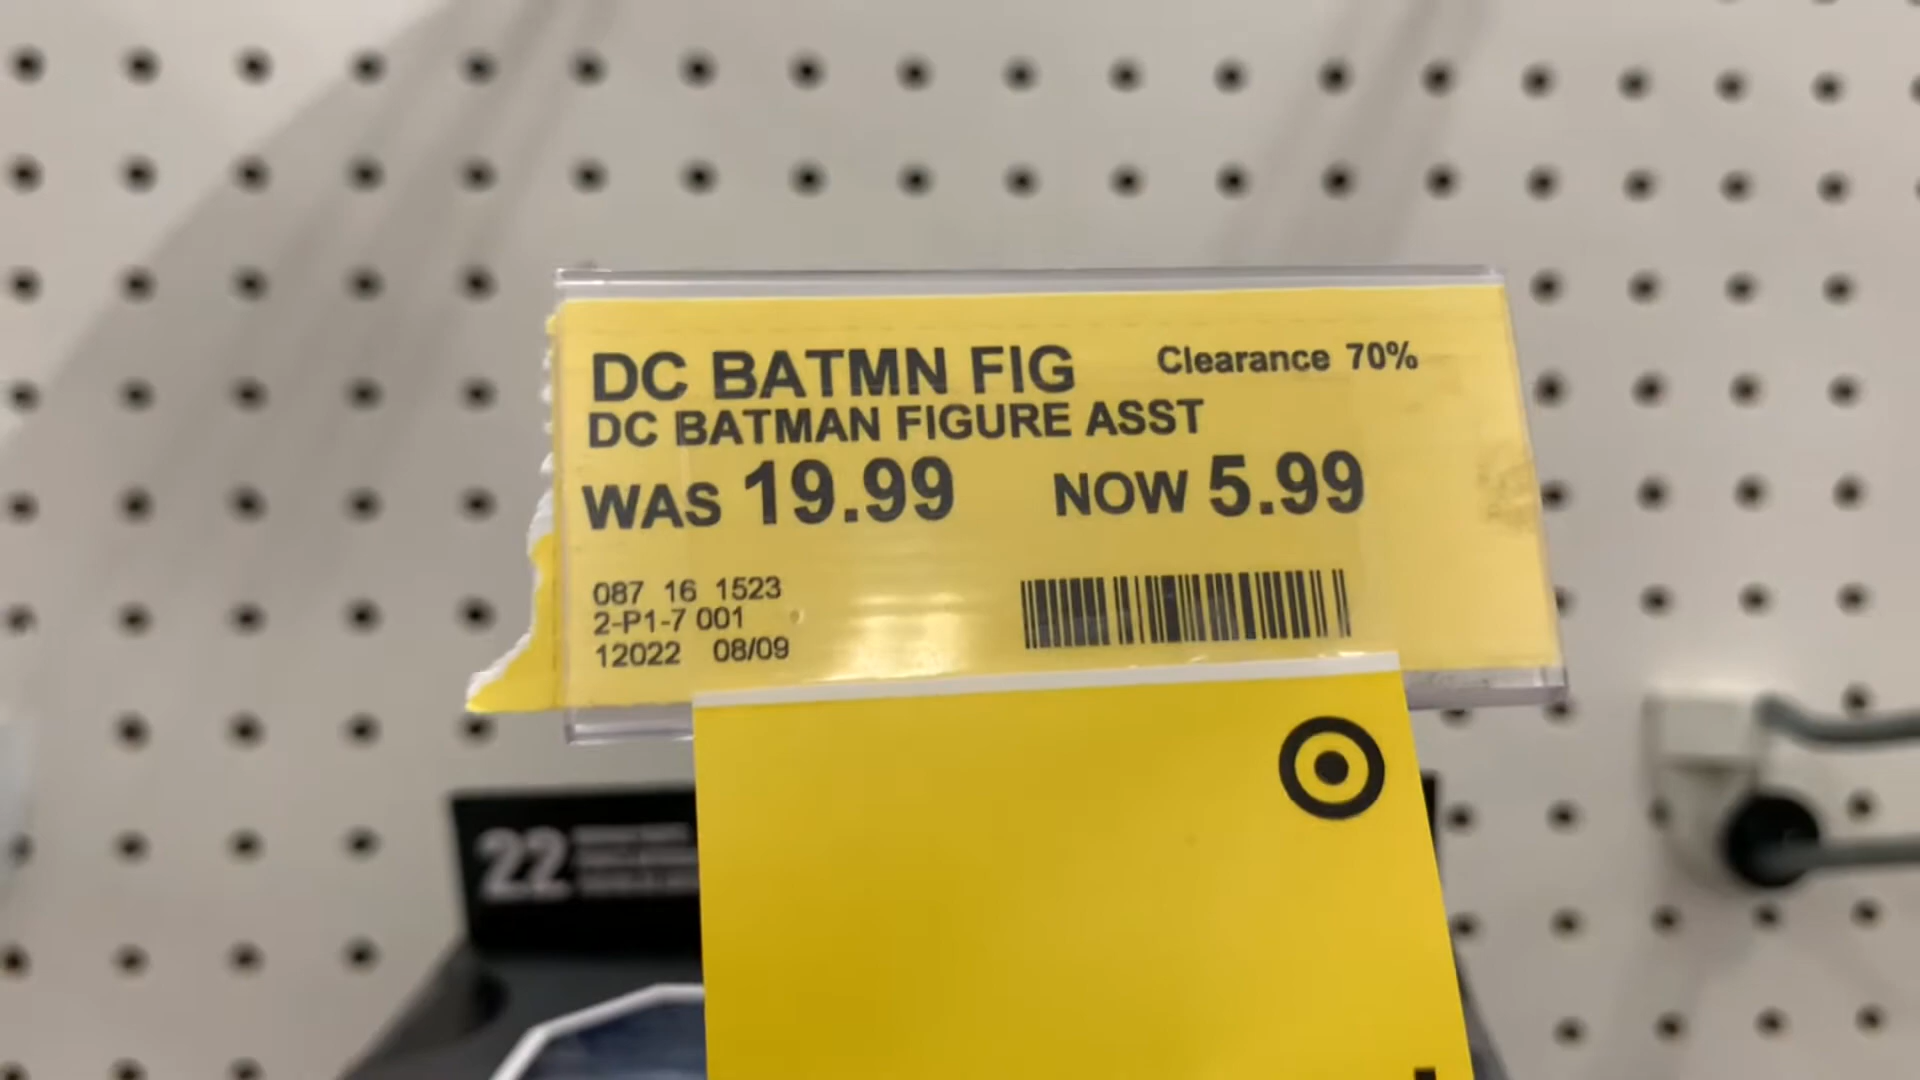 DC BATMN FIG Clearance 70%
DC BATMAN FIGURE ASST
WAS 19.99 NOW 5.99
087 16 1523
2-P1-7 001
12022 08/09
22